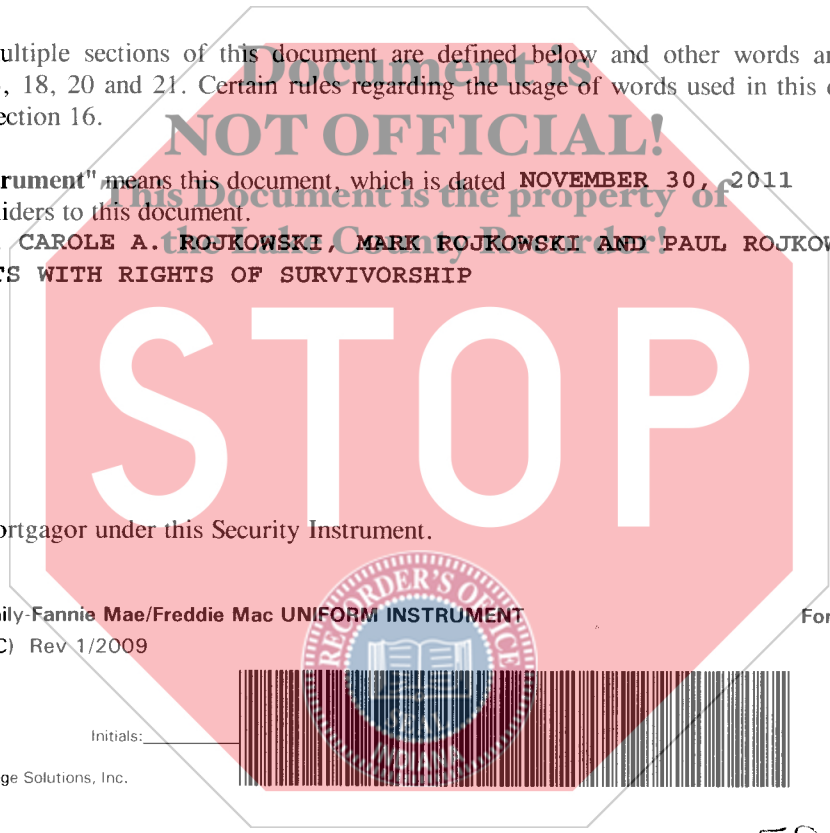 ultiple sections of this document are defined below and other words a
, 18, 20 and 21. Certain rules regarding the usage of words used in this
ection 16.
Document is
NOT OFFICIAL!
This Document is the property of
the Lake County Recorder!
rument" means this document, which is dated NOVEMBER 30, 2011
iders to this document.
CAROLE A. ROJKOWSKI, MARK ROJKOWSKI AND PAUL ROJKOW
TS WITH RIGHTS OF SURVIVORSHIP
STOP
ortgagor under this Security Instrument.
ily-Fannie Mae/Freddie Mac UNIFORM INSTRUMENT For
C) Rev 1/2009
RECORDER'S OFFICE
SEAL
INDIANA
Initials:
ge Solutions, Inc.